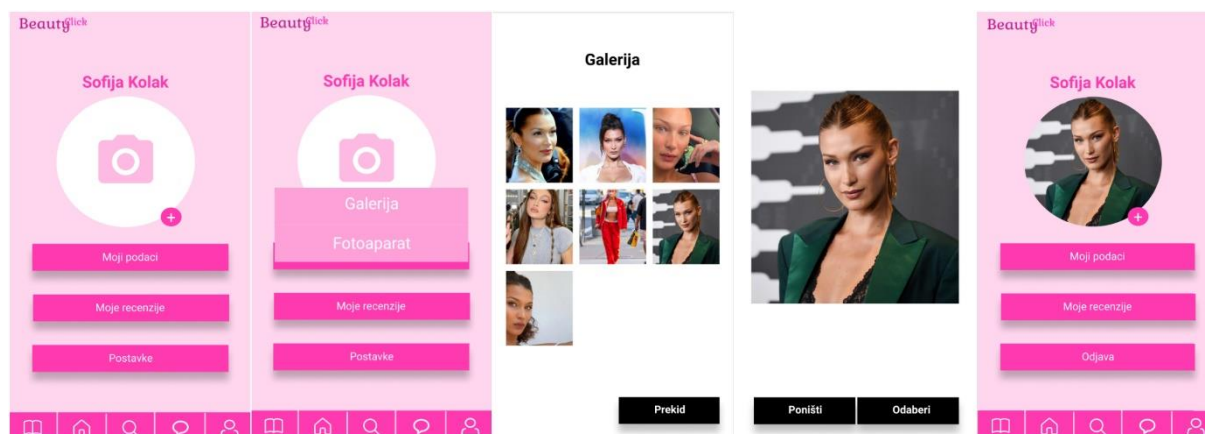 BeautyClick
Sofija Kolak
Moji podaci
Moje recenzije
Postavke
BeautyClick
Sofija Kolak
Galerija
Fotoaparat
Moje recenzije
Postavke
Galerija
Prekid
Poništi
Odaberi
BeautyClick
Sofija Kolak
Moji podaci
Moje recenzije
Odjava